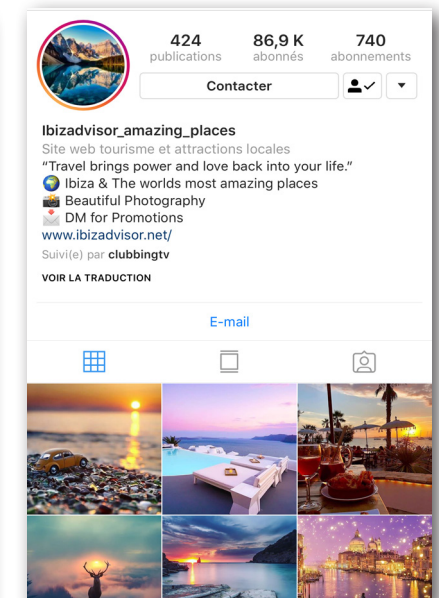 424 86,9 K 740
publications abonnés abonnements
Contacter
Ibizadvisor_amazing_places
Site web tourisme et attractions locales
“Travel brings power and love back into your life.”
🌍 Ibiza & The worlds most amazing places
📸 Beautiful Photography
📩 DM for Promotions
www.ibizadvisor.net/
Suivi(e) par clubbingtv
VOIR LA TRADUCTION
E-mail